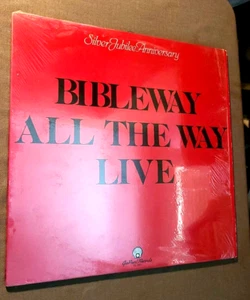 Silver Jubilee Anniversary
BIBLEWAY
ALL THE WAY
LIVE